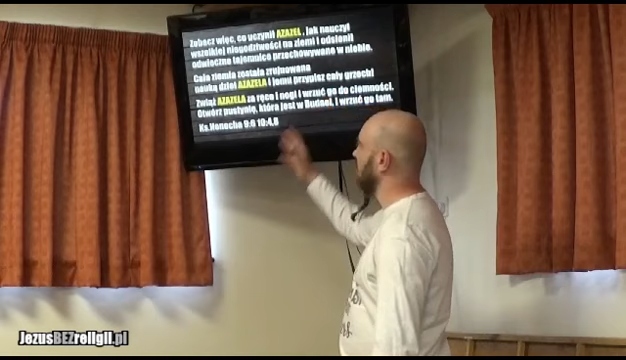 Zobacz więc, co uczynił AZAZEL , jak nauczył
wszelkiej niegodziwości na ziemi i odsłonił
odwieczne tajemnice przechowywane w niebie.
Cała ziemia została zrujnowana
nauką dzieł AZAZELA i jemu przypisz cały grzech!
Zwiąż AZAZELA za ręce i nogi i wrzuć go do ciemności.
Otwórz pustynię, która jest w Dudael, i wrzuć go tam.
Ks.Henocha 9:6 10:4,8
JezusBEZreligii.pl